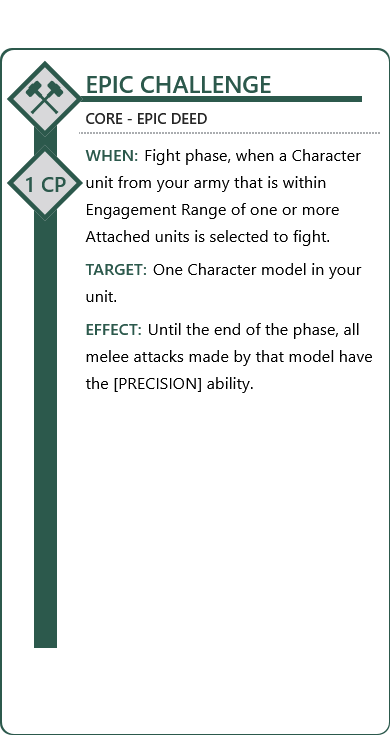 EPIC CHALLENGE
CORE - EPIC DEED
1 CP
WHEN: Fight phase, when a Character
unit from your army that is within
Engagement Range of one or more
Attached units is selected to fight.
TARGET: One Character model in your
unit.
EFFECT: Until the end of the phase, all
melee attacks made by that model have
the [PRECISION] ability.